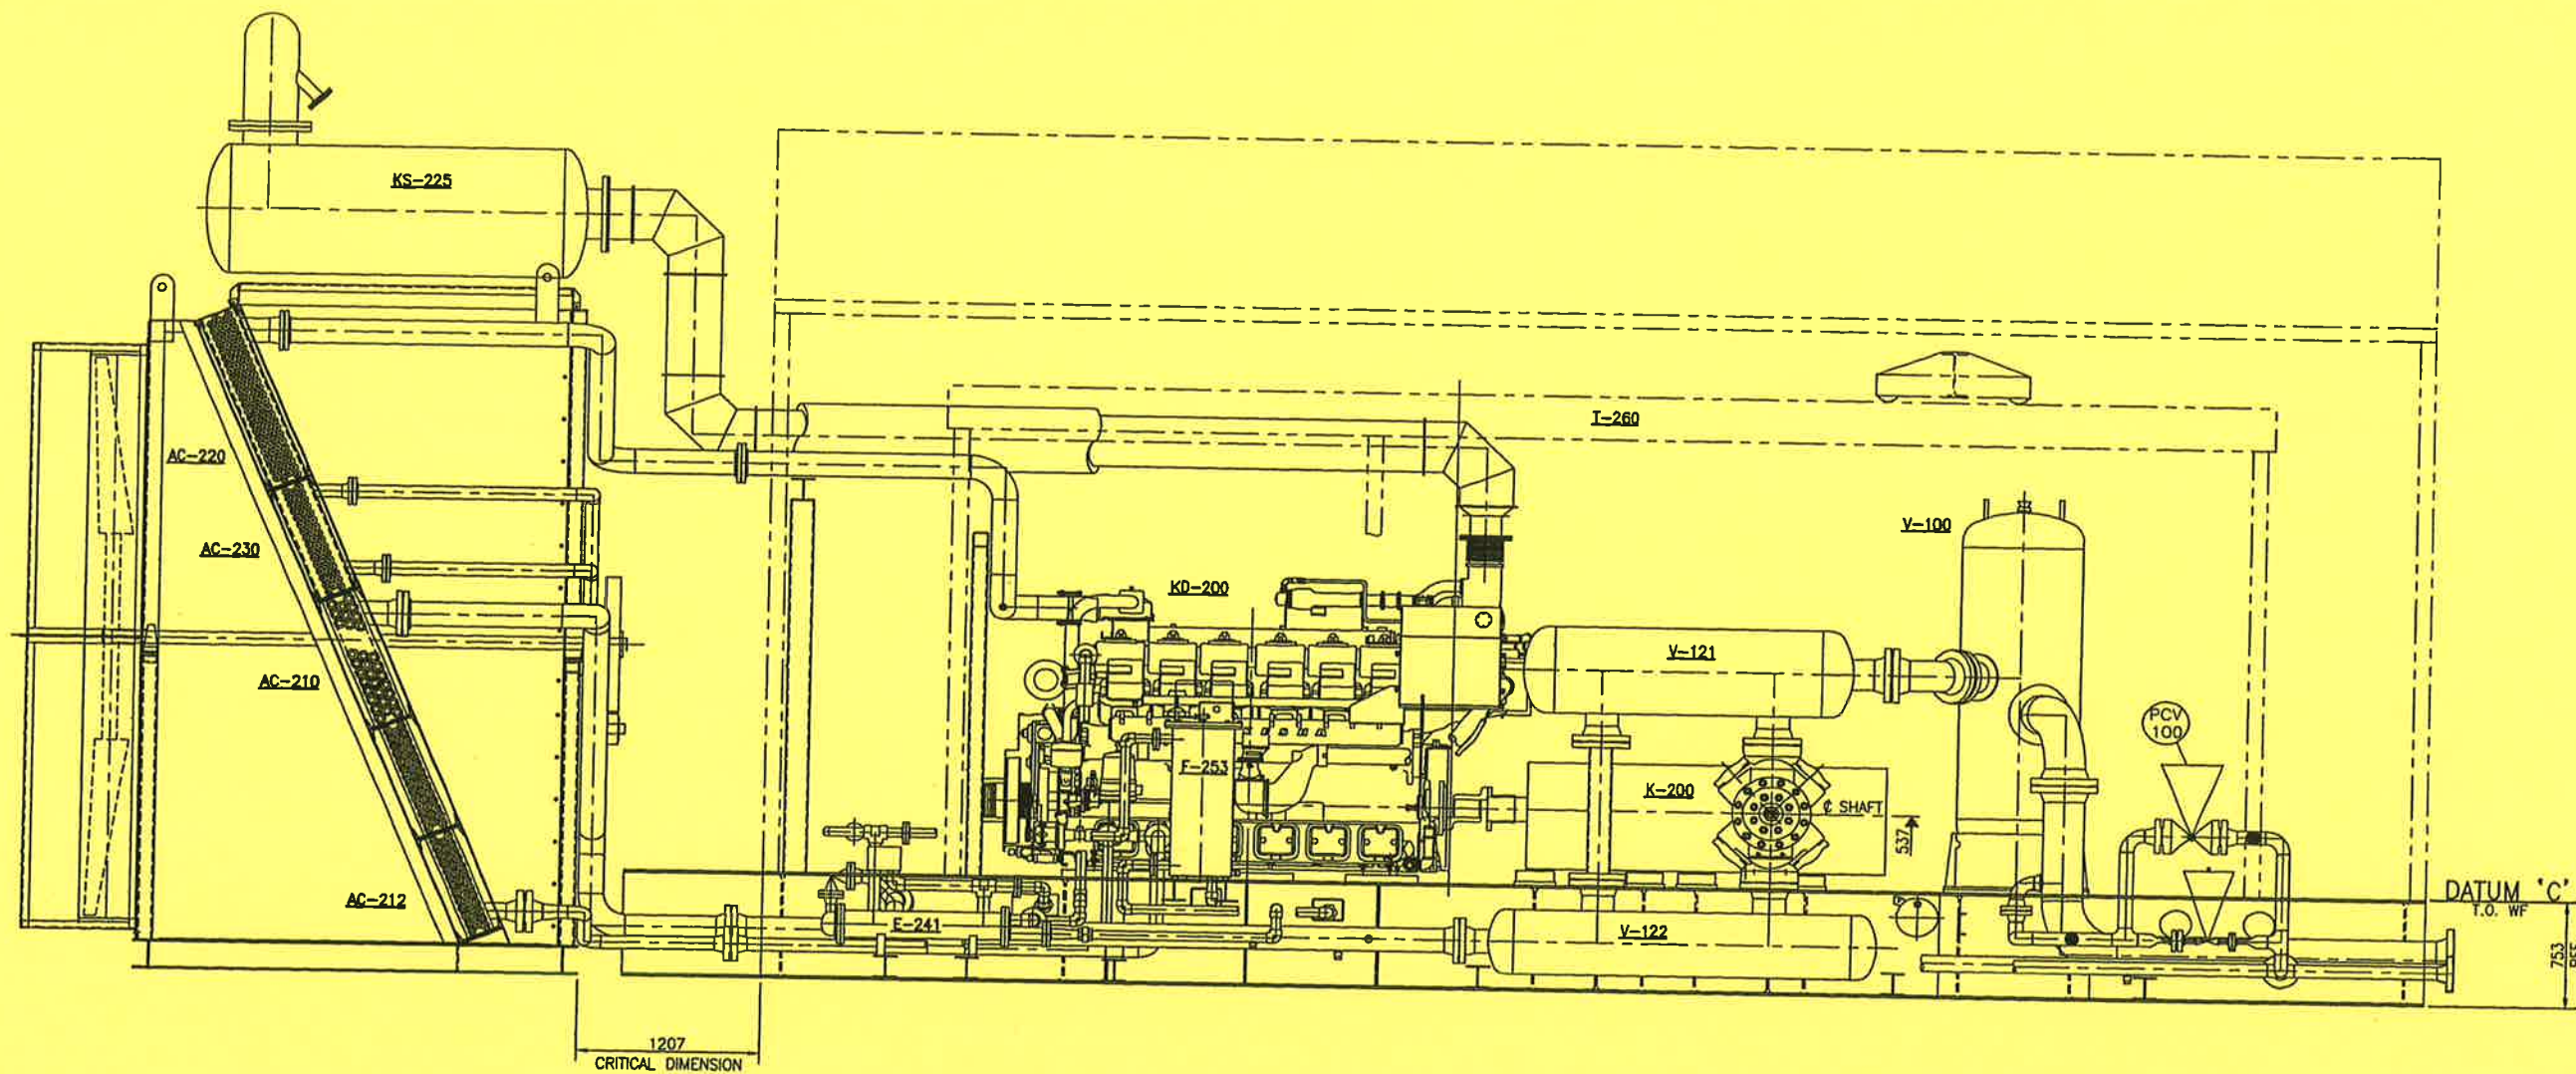 KS-225
T-260
AC-220
V-100
AC-230
KD-200
V-121
AC-210
PCV
100
F-253
K-200
℄ SHAFT
537
DATUM 'C'
T.O. WF
AC-212
E-241
V-122
753
REF
1207
CRITICAL DIMENSION